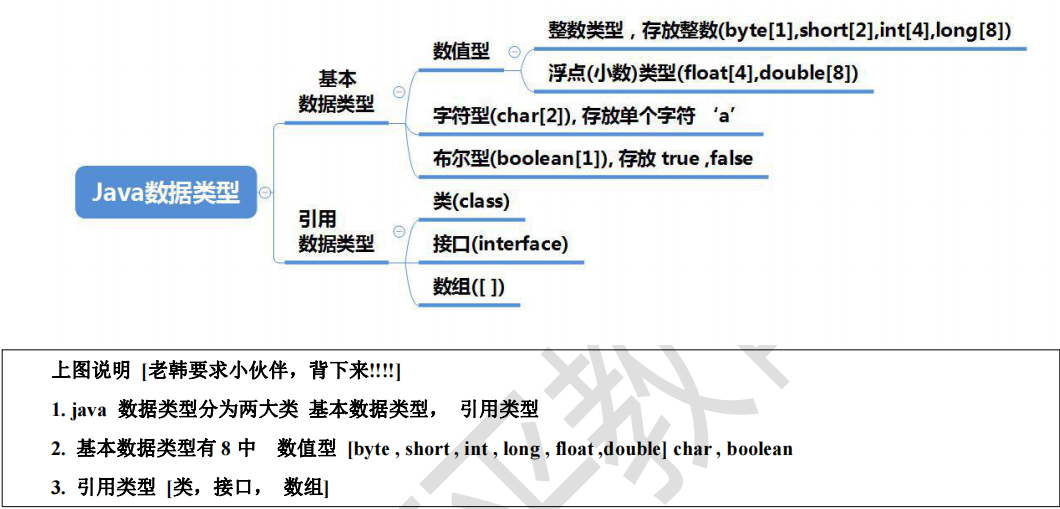 Java数据类型
基本
数据类型
数值型
整数类型，存放整数(byte[1],short[2],int[4],long[8])
浮点(小数)类型(float[4],double[8])
字符型(char[2]), 存放单个字符 ‘a’
布尔型(boolean[1]), 存放 true ,false
引用
数据类型
类(class)
接口(interface)
数组([ ])
上图说明 [老韩要求小伙伴，背下来!!!!]
1. java 数据类型分为两大类 基本数据类型， 引用类型
2. 基本数据类型有 8 中 数值型 [byte , short , int , long , float ,double] char , boolean
3. 引用类型 [类，接口， 数组]